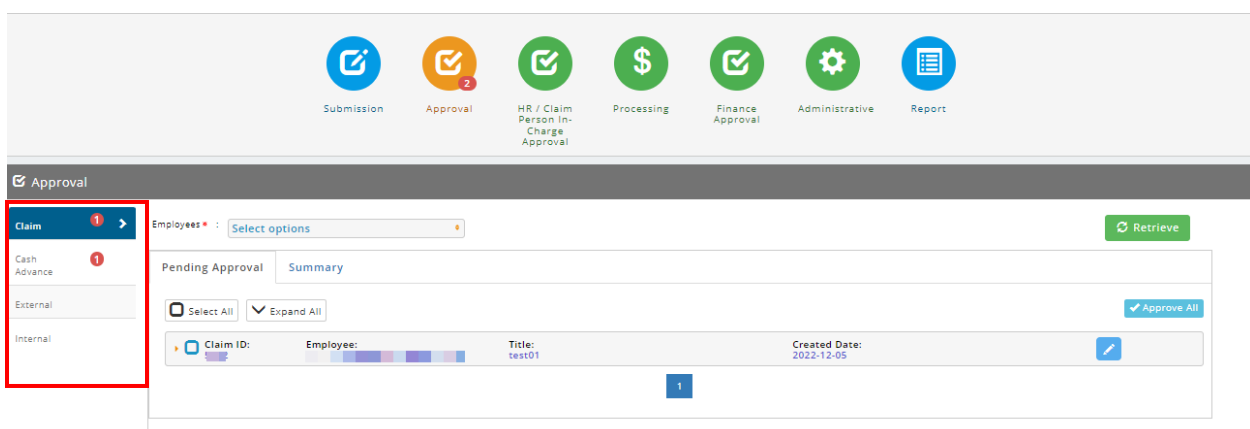 2
Submission
Approval
HR / Claim
Person In-
Charge
Approval
Processing
Finance
Approval
Administrative
Report
Approval
Claim 1
Cash
Advance 1
External
Internal
Employees* : Select options
Retrieve
Pending Approval Summary
Select All Expand All
Approve All
Claim ID: Employee: Title: Created Date:
test01 2022-12-05
1